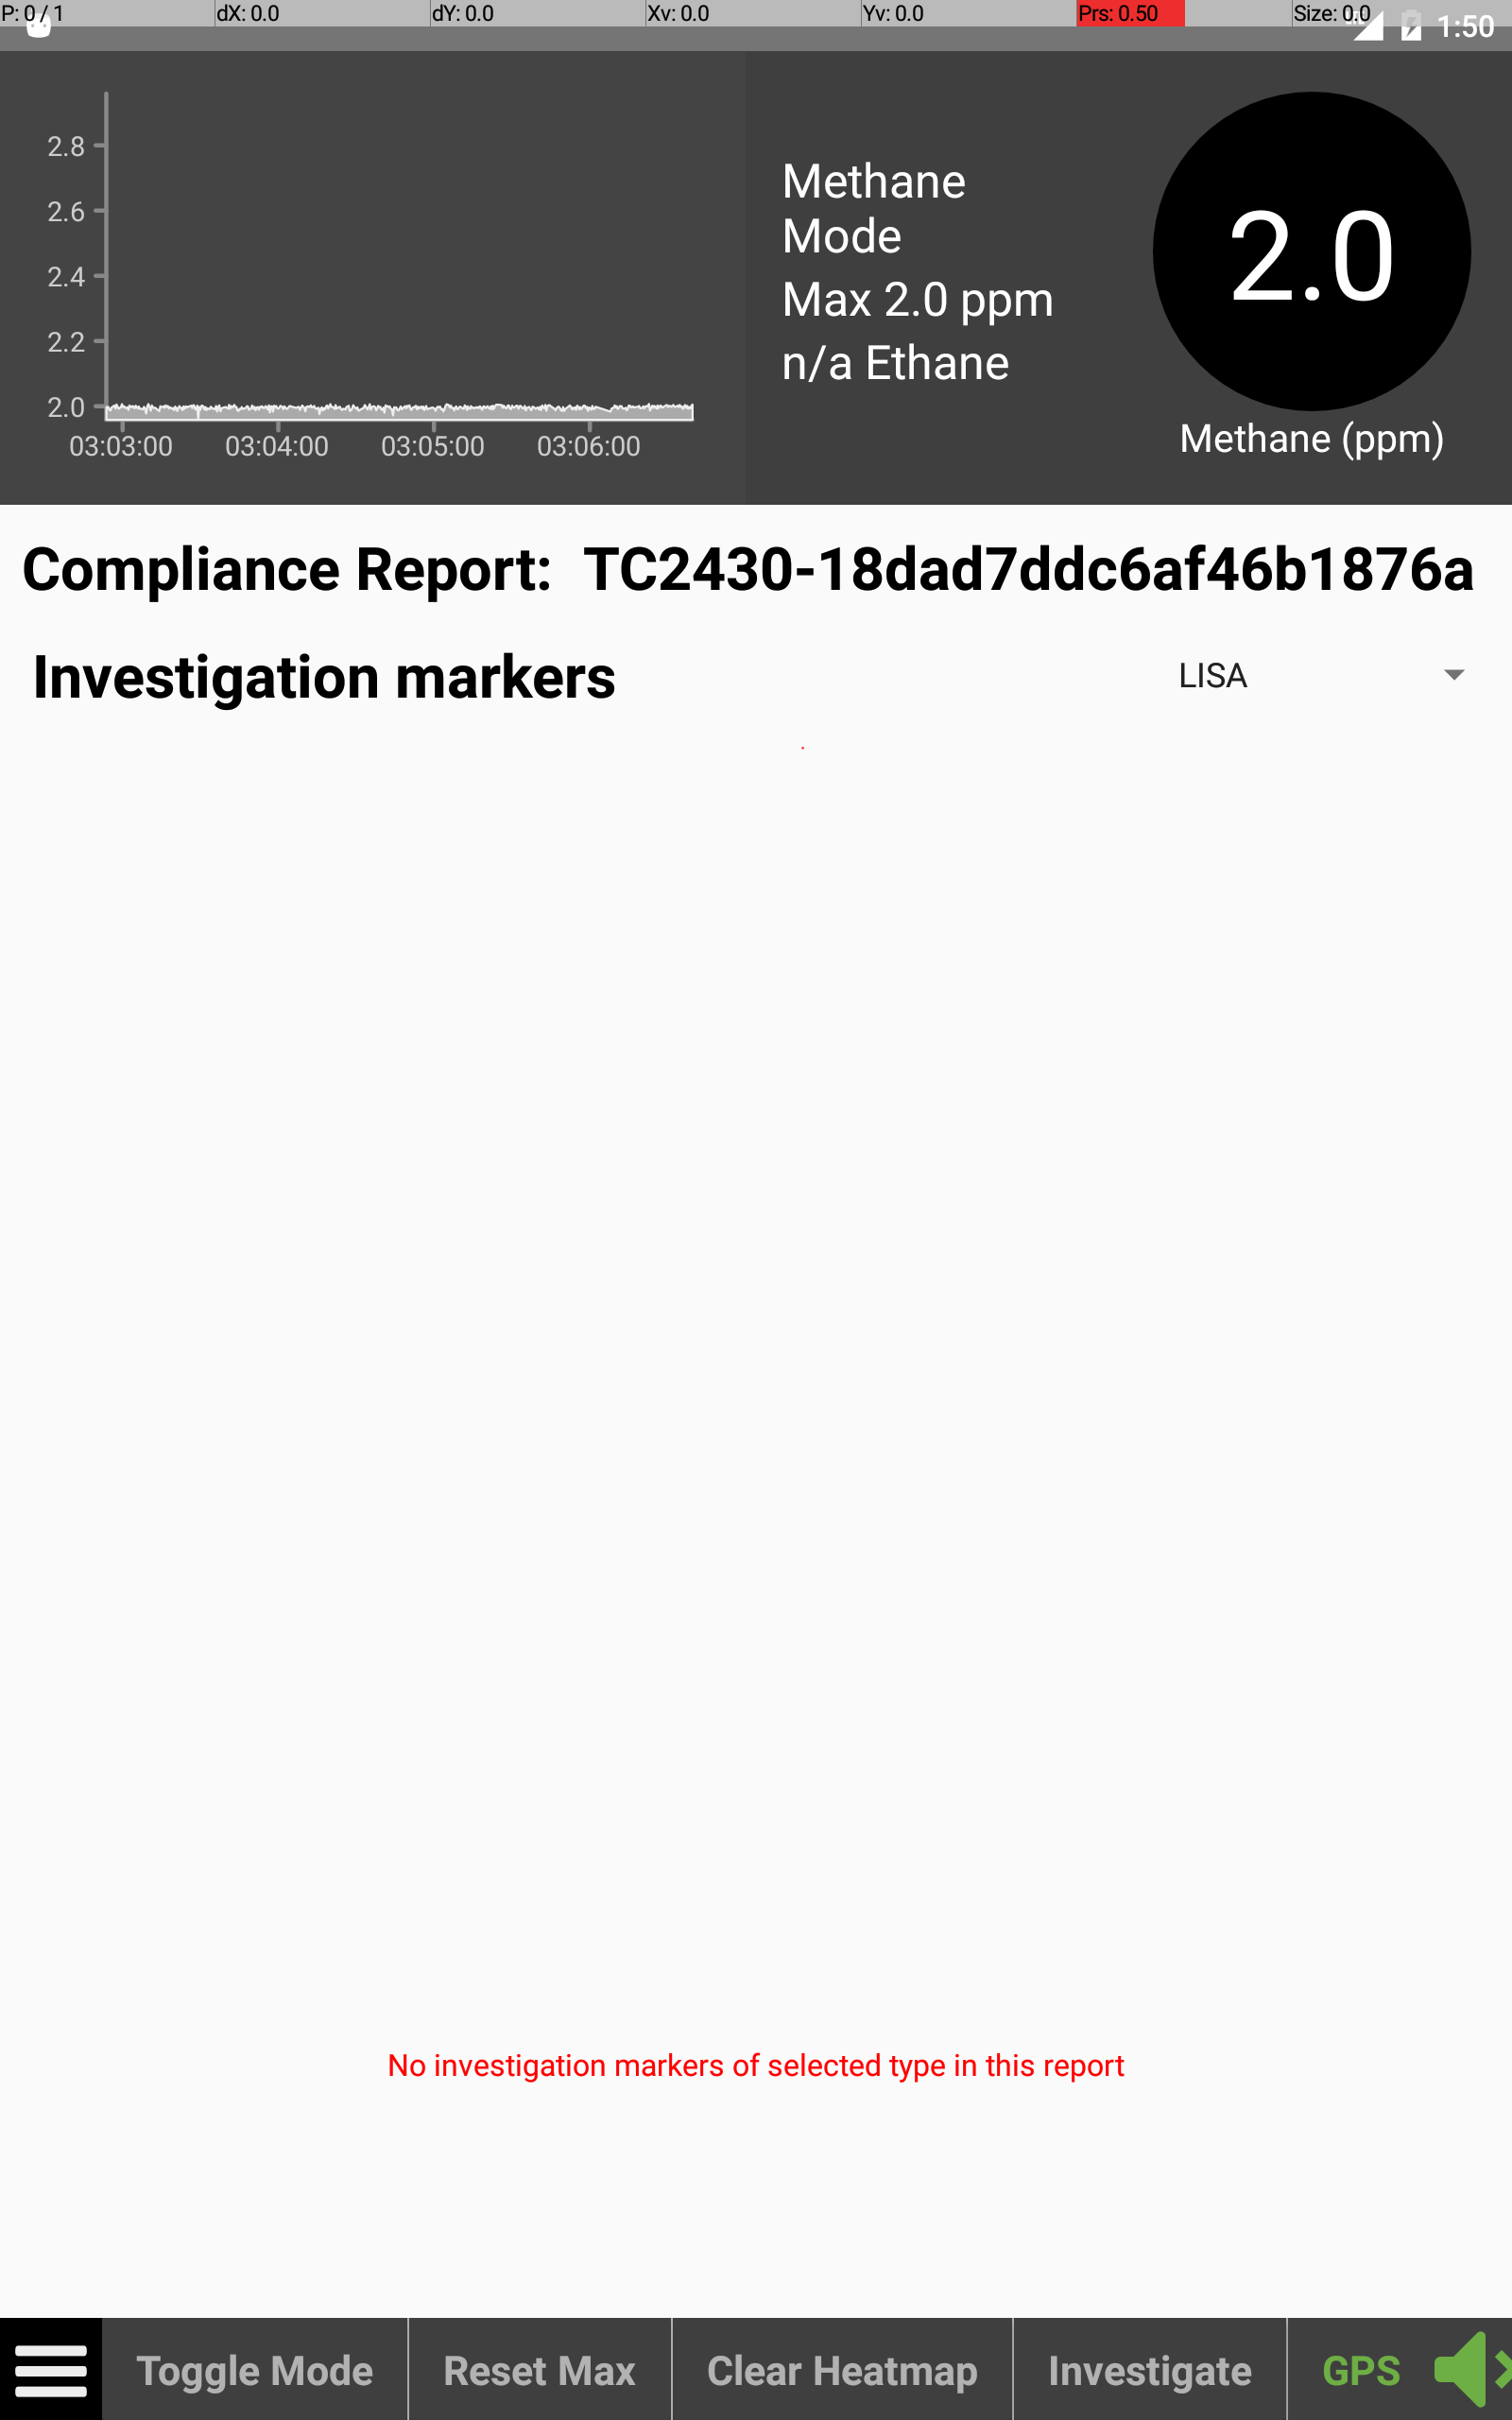 P: 0 / 1 dX: 0.0 dY: 0.0 Xv: 0.0 Yv: 0.0 Prs: 0.50 Size: 0.0
1:50
2.8
2.6
2.4
2.2
2.0
03:03:00 03:04:00 03:05:00 03:06:00
Methane
Mode
Max 2.0 ppm
n/a Ethane
2.0
Methane (ppm)
Compliance Report: TC2430-18dad7ddc6af46b1876a
Investigation markers
LISA
No investigation markers of selected type in this report
Toggle Mode Reset Max Clear Heatmap Investigate GPS